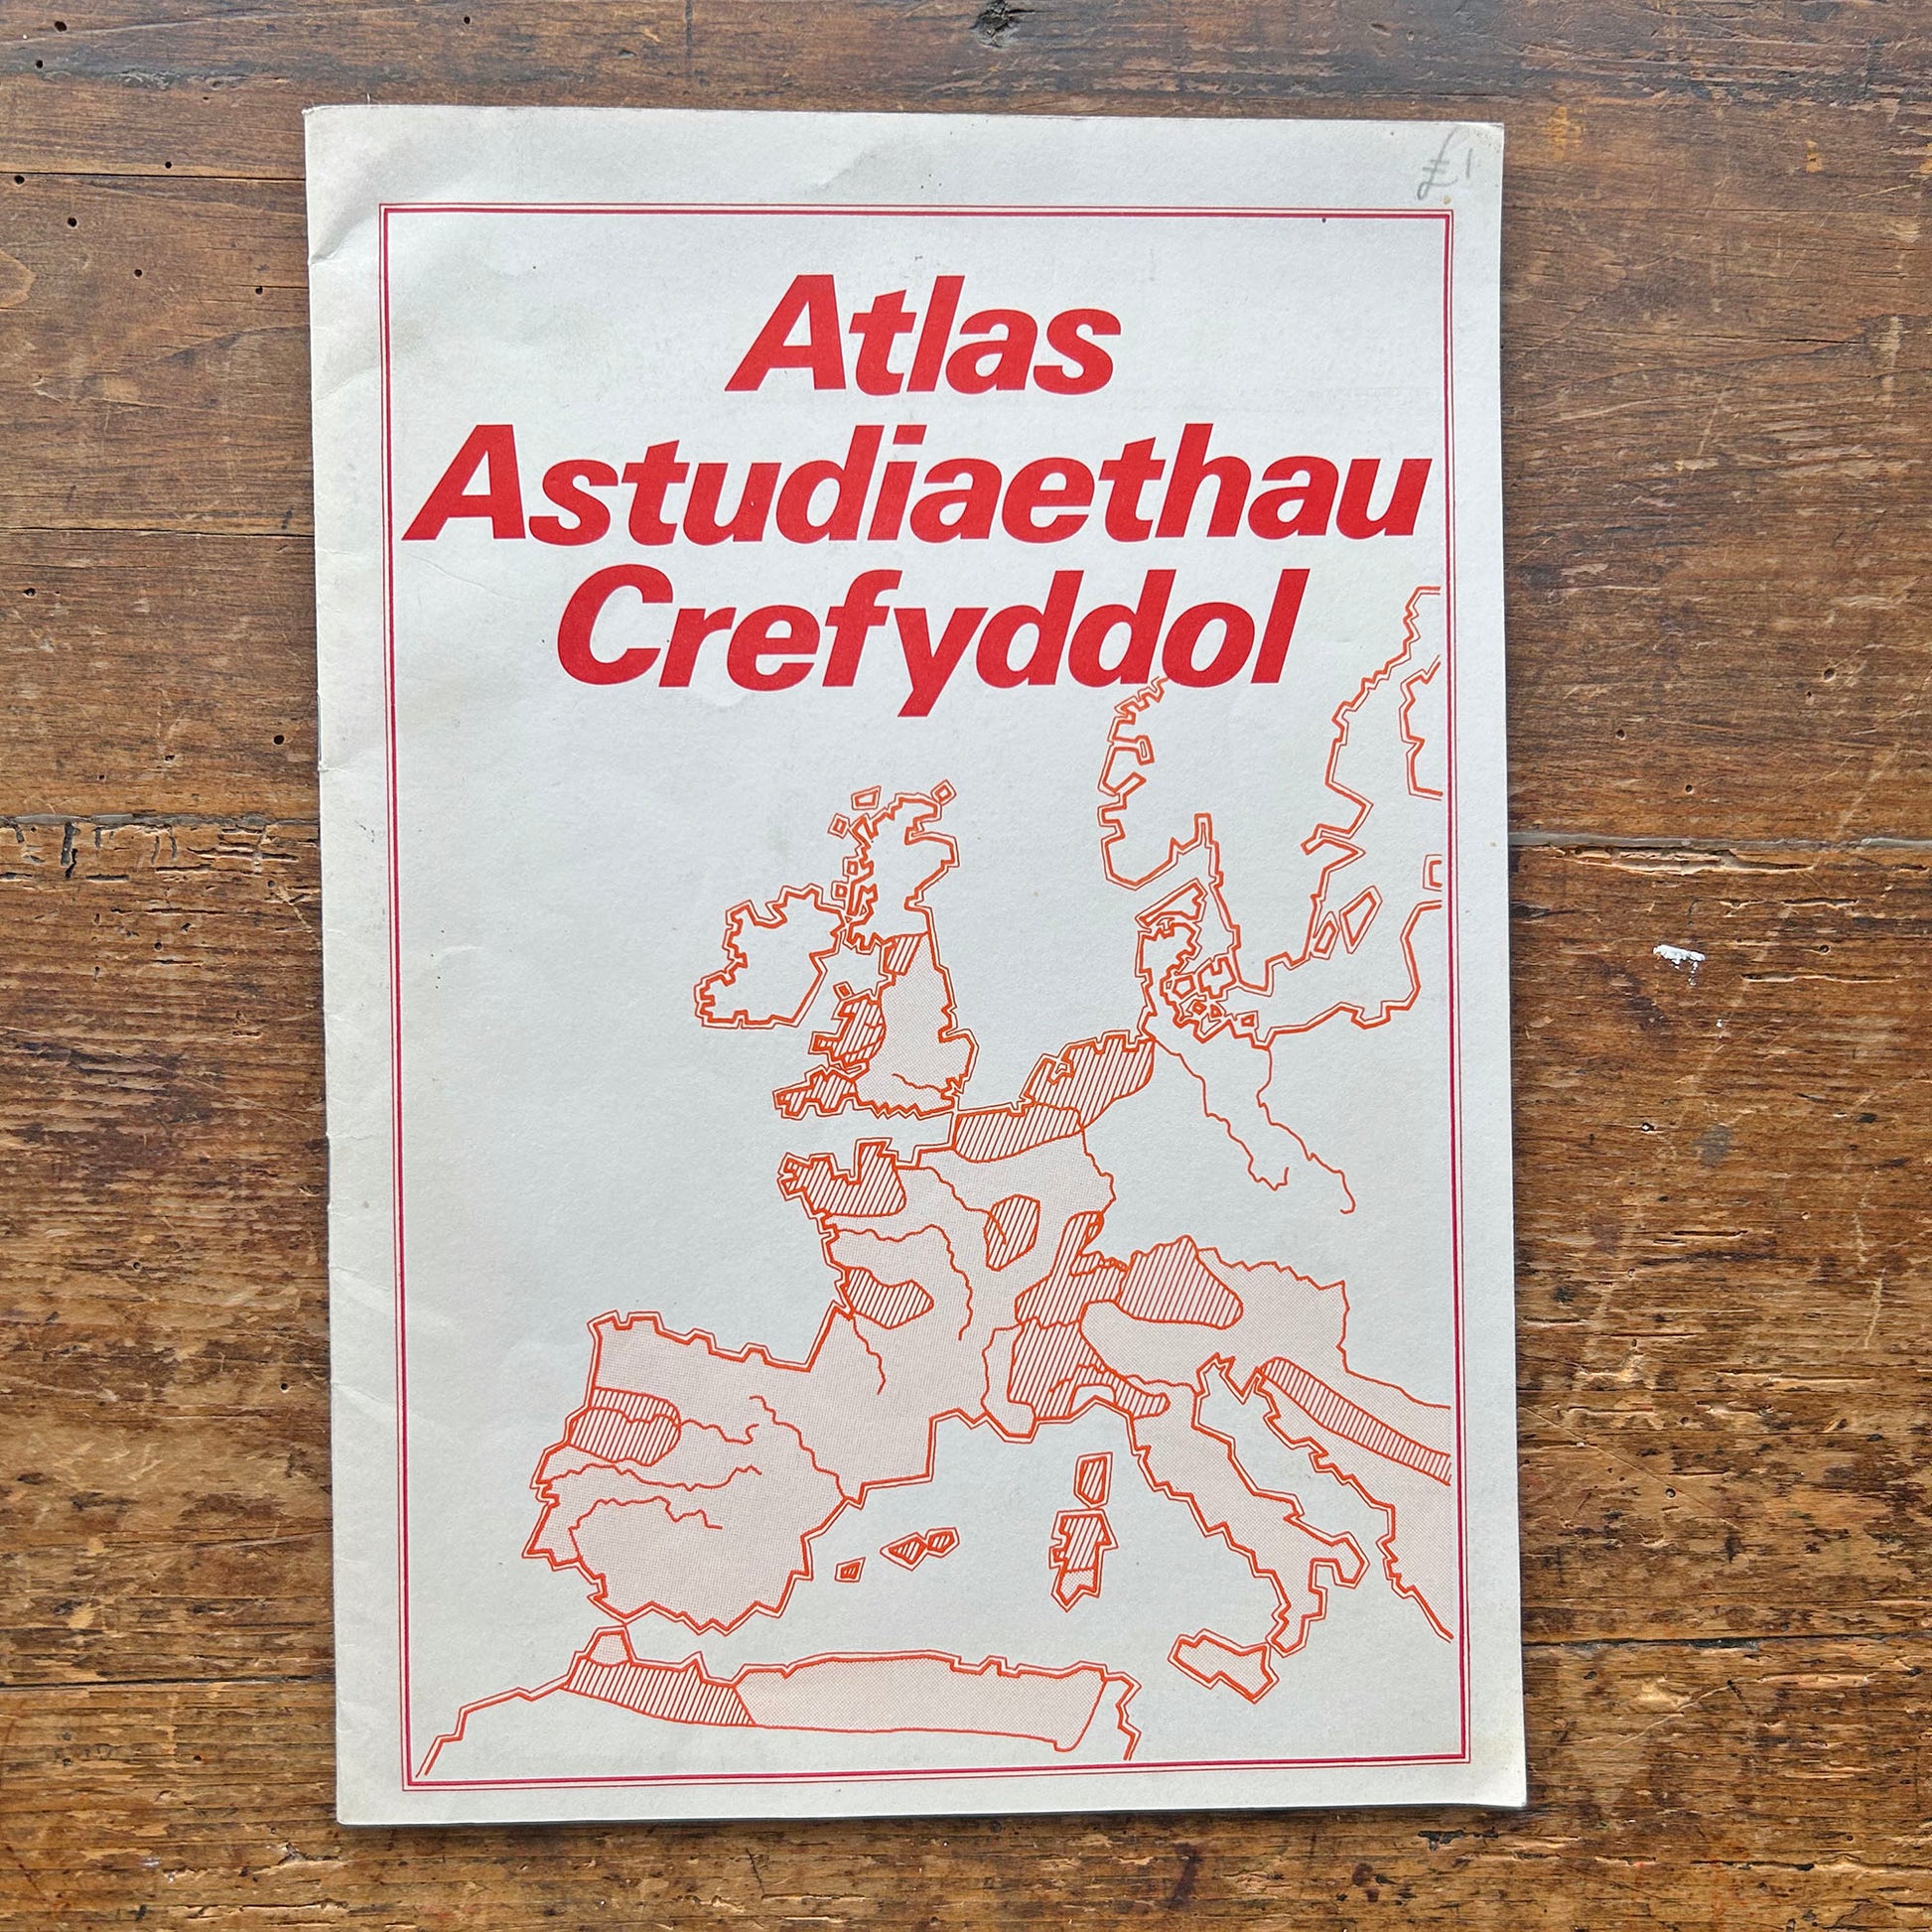 £1
Atlas
Astudiaethau
Crefyddol